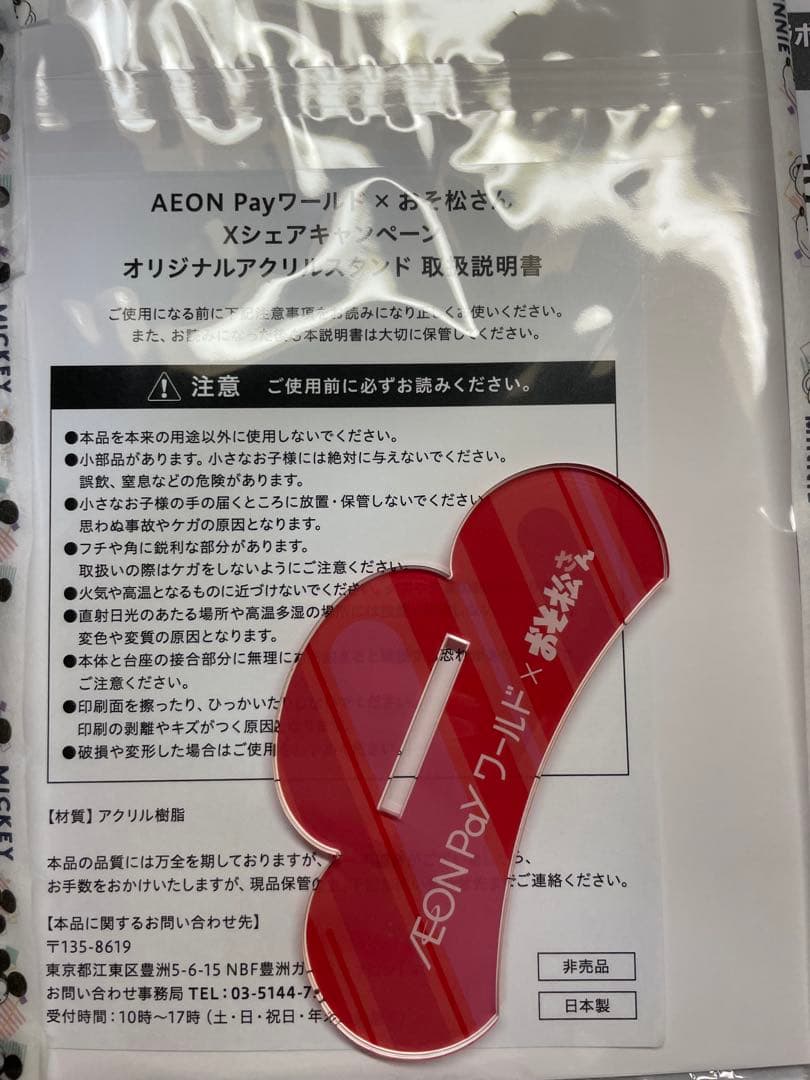 AEON Payワールド×おそ松さん
Xシェアキャンペーン
オリジナルアクリルスタンド 取扱説明書
ご使用になる前に下記注意事項をお読みになり正しくお使いください。
また、お読みになった後も本説明書は大切に保管してください。
注意 ご使用前に必ずお読みください。
●本品を本来の用途以外に使用しないでください。
●小部品があります。小さなお子様には絶対に与えないでください。
誤飲、窒息などの危険があります。
●小さなお子様の手の届くところに放置・保管しないでください
思わぬ事故やケガの原因となります。
●フチや角に鋭利な部分があります。
取扱いの際はケガをしないようにご注意ください。
●火気や高温となるものに近づけないでください。
●直射日光のあたる場所や高温多湿の場所には
変色や変質の原因となります。
●本体と台座の接合部分に無理に 恐れ
ご注意ください。
●印刷面を擦ったり、ひっかいた ください。
印刷の剥離やキズがつく原因
●破損や変形した場合はご使用
【材質】アクリル樹脂
本品の品質には万全を期しておりますが、 ら、
お手数をおかけいたしますが、現品保管の ご連絡ください。
【本品に関するお問い合わせ先】
〒135-8619
東京都江東区豊洲5-6-15 NBF豊洲ガ
お問い合わせ事務局 TEL：03-5144-7
受付時間：10時〜17時（土・日・祝日・年
非売品
日本製
AEON Pay ワールド × おそ松さん
MICKEY
MICKEY
NNIE